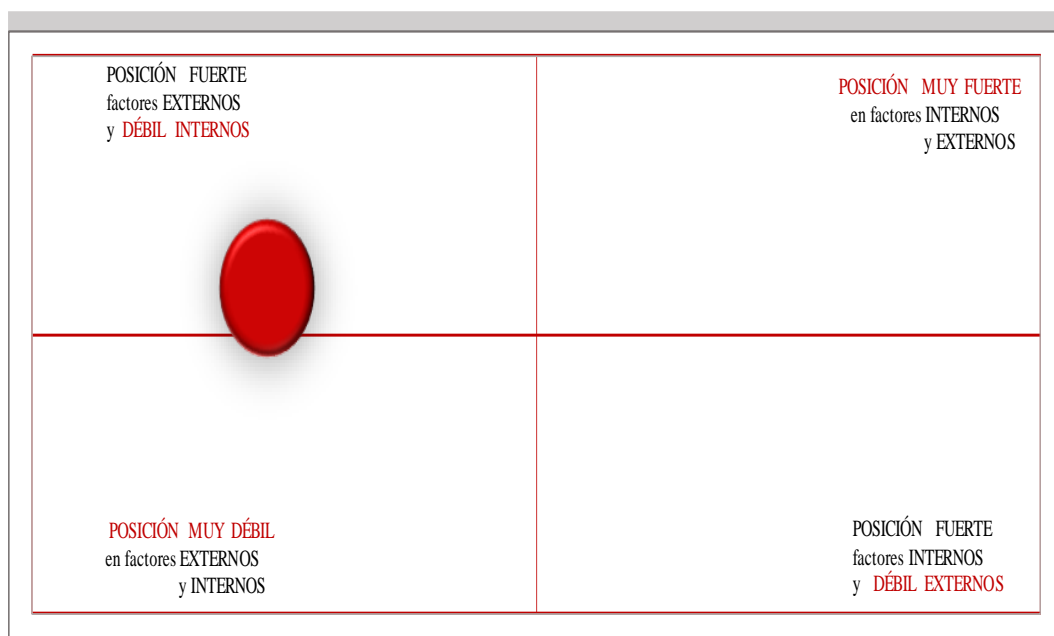 POSICIÓN FUERTE
factores EXTERNOS
y DÉBIL INTERNOS
POSICIÓN MUY FUERTE
en factores INTERNOS
y EXTERNOS
POSICIÓN MUY DÉBIL
en factores EXTERNOS
y INTERNOS
POSICIÓN FUERTE
factores INTERNOS
y DÉBIL EXTERNOS